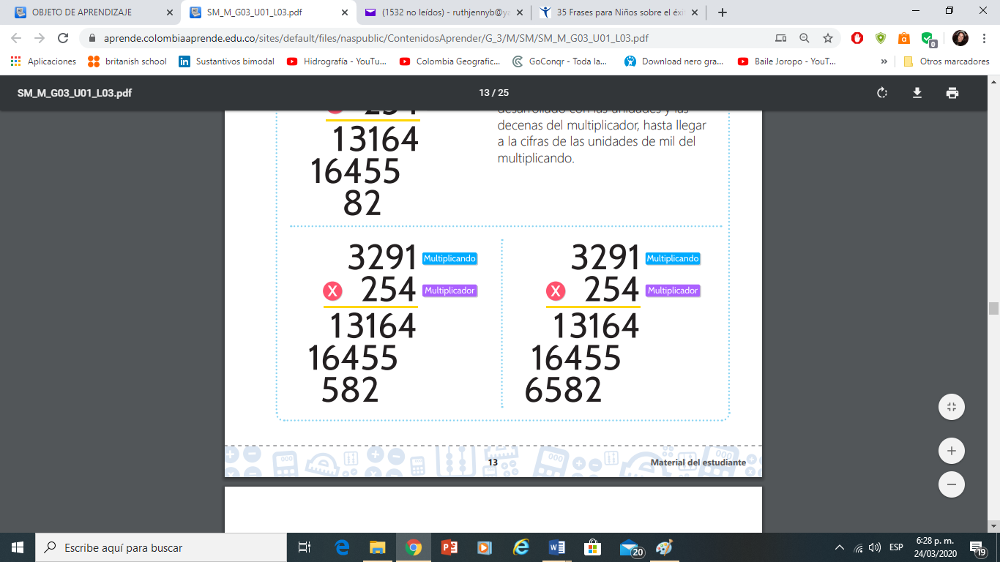 OBJETO DE APRENDIZAJE
SM_M_G03_U01_L03.pdf
(1532 no leídos) - ruthjennyb@ya
35 Frases para Niños sobre el éxi
aprende.colombiaaprende.edu.co/sites/default/files/naspublic/ContenidosAprender/G_3/M/SM/SM_M_G03_U01_L03.pdf
0
Aplicaciones
britanish school
Sustantivos bimodal
Hidrografía - YouTu...
Colombia Geografic...
GoConqr - Toda la...
Download nero gra...
Baile Joropo - YouT...
»
Otros marcadores
SM_M_G03_U01_L03.pdf
13 / 25
254
desarrollado con las unidades y las
decenas del multiplicador, hasta llegar
a la cifras de las unidades de mil del
multiplicando.
13164
16455
82
3291 Multiplicando
X 254 Multiplicador
13164
16455
582
3291 Multiplicando
X 254 Multiplicador
13164
16455
6582
13
Material del estudiante
Escribe aquí para buscar
20
ESP
6:28 p. m.
24/03/2020
19